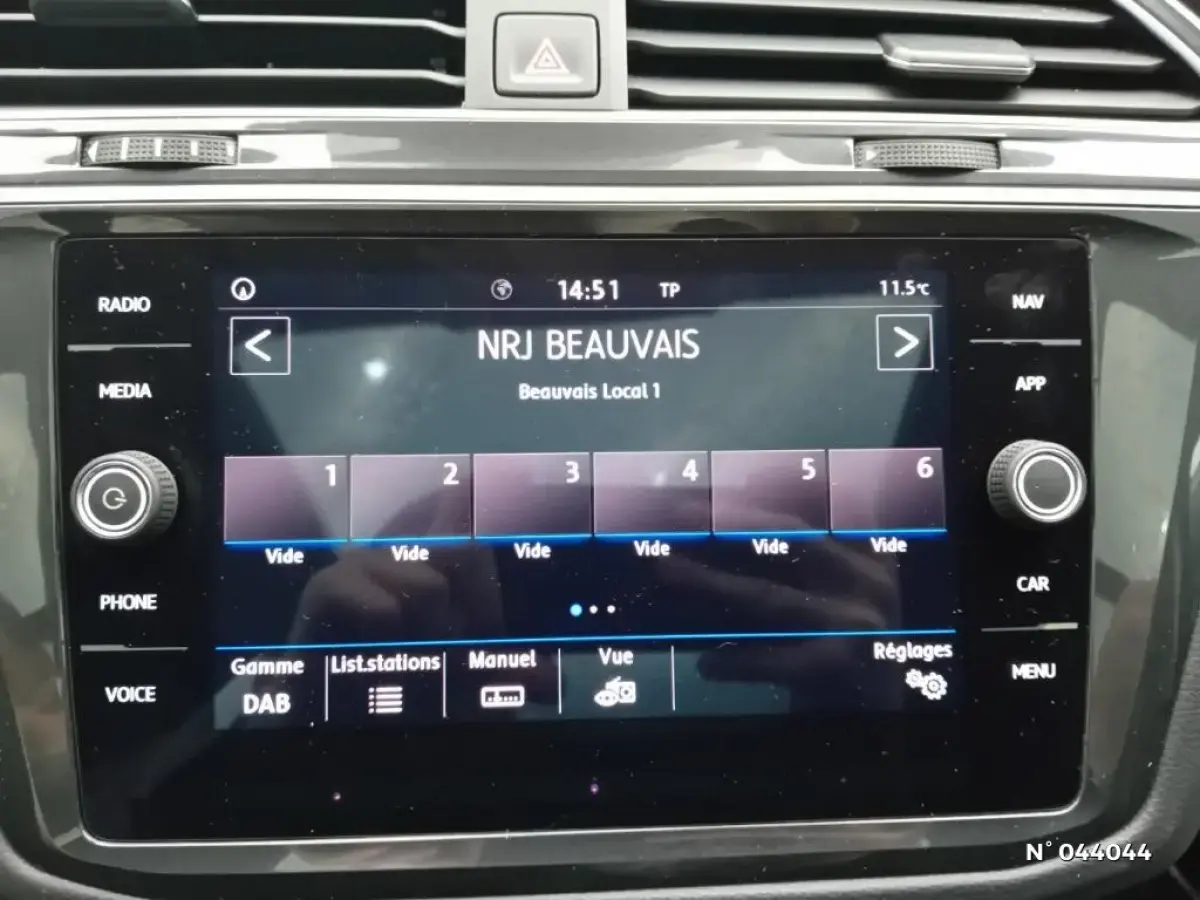 RADIO
MEDIA
PHONE
VOICE
14:51 TP 11.5°C
NRJ BEAUVAIS
Beauvais Local 1
1 2 3 4 5 6
Vide Vide Vide Vide Vide Vide
Gamme List.stations Manuel Vue Réglages
DAB
NAV
APP
CAR
MENU
N° 044044